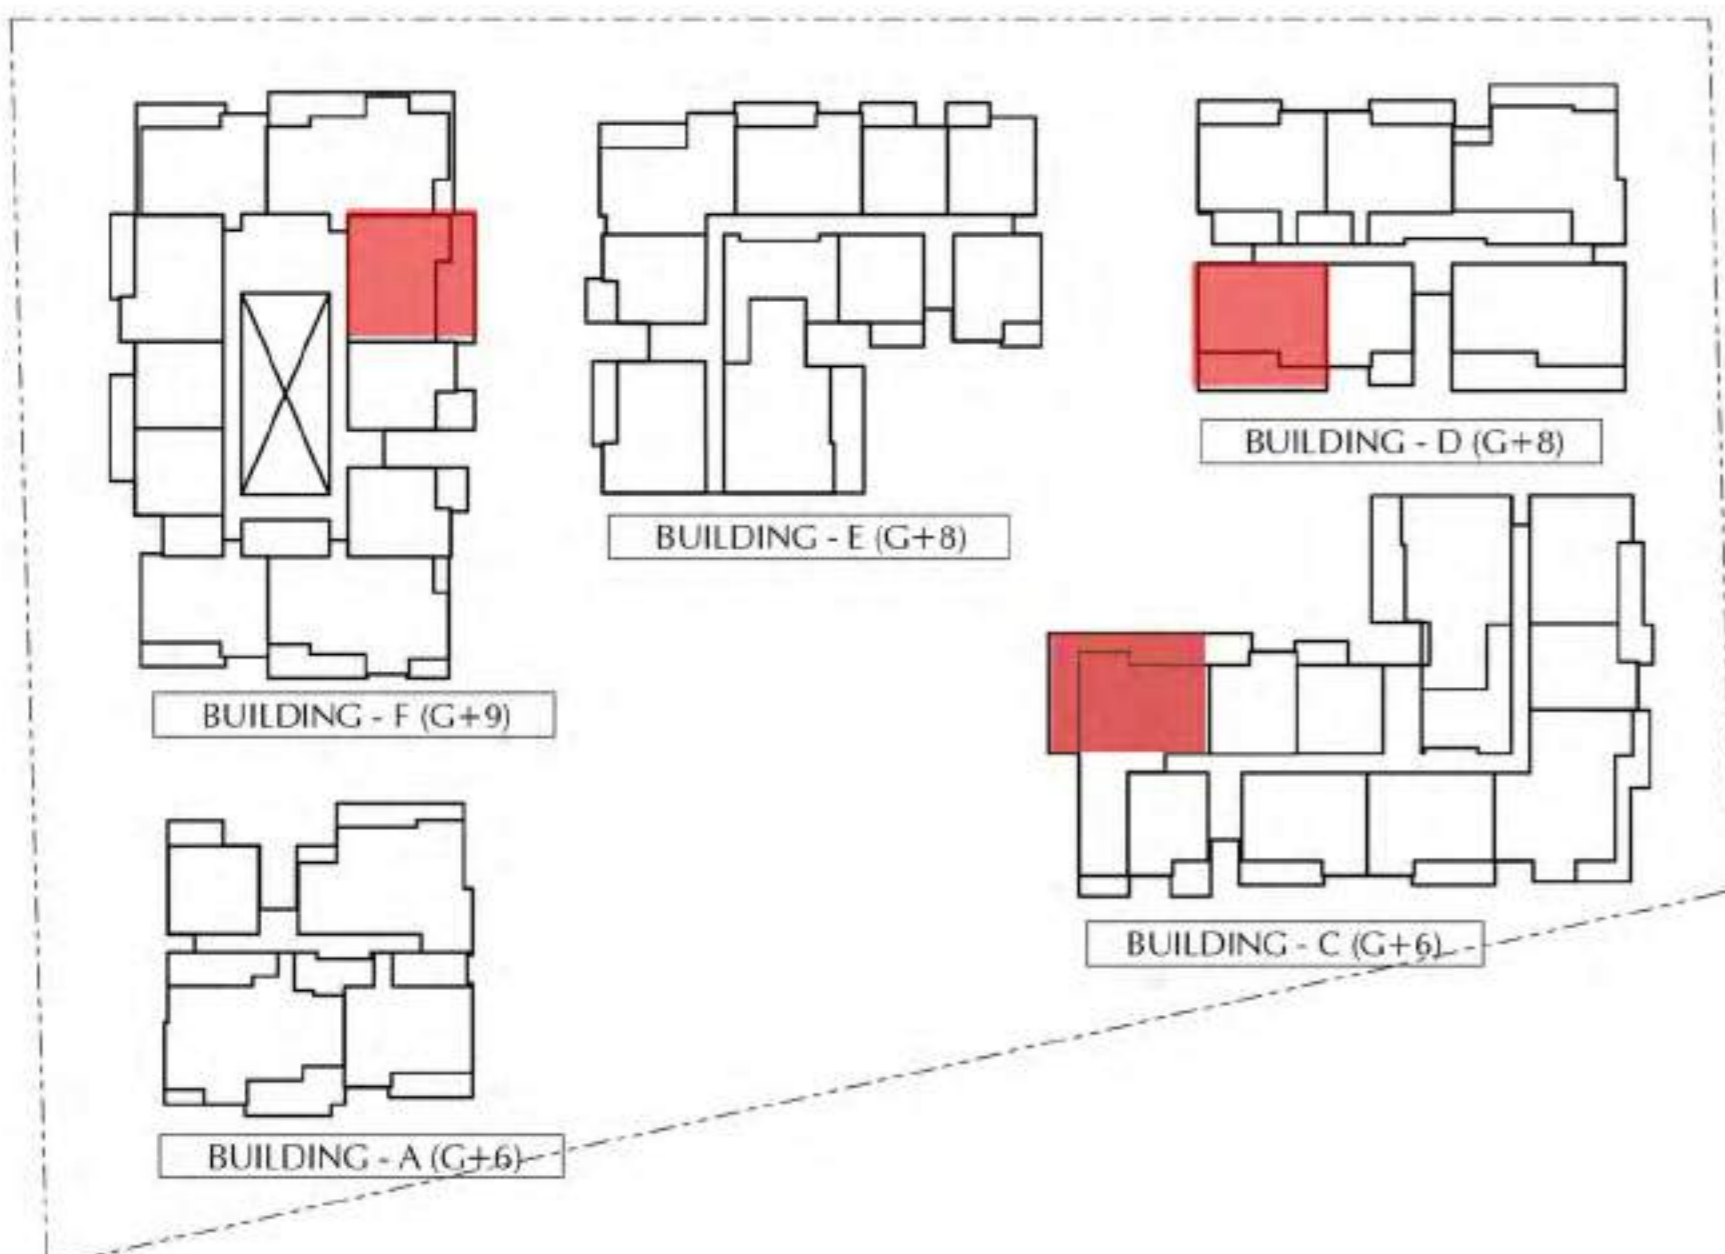 BUILDING - D (G+8)
BUILDING - E (G+8)
BUILDING - F (G+9)
BUILDING - C (G+6)
BUILDING - A (G+6)